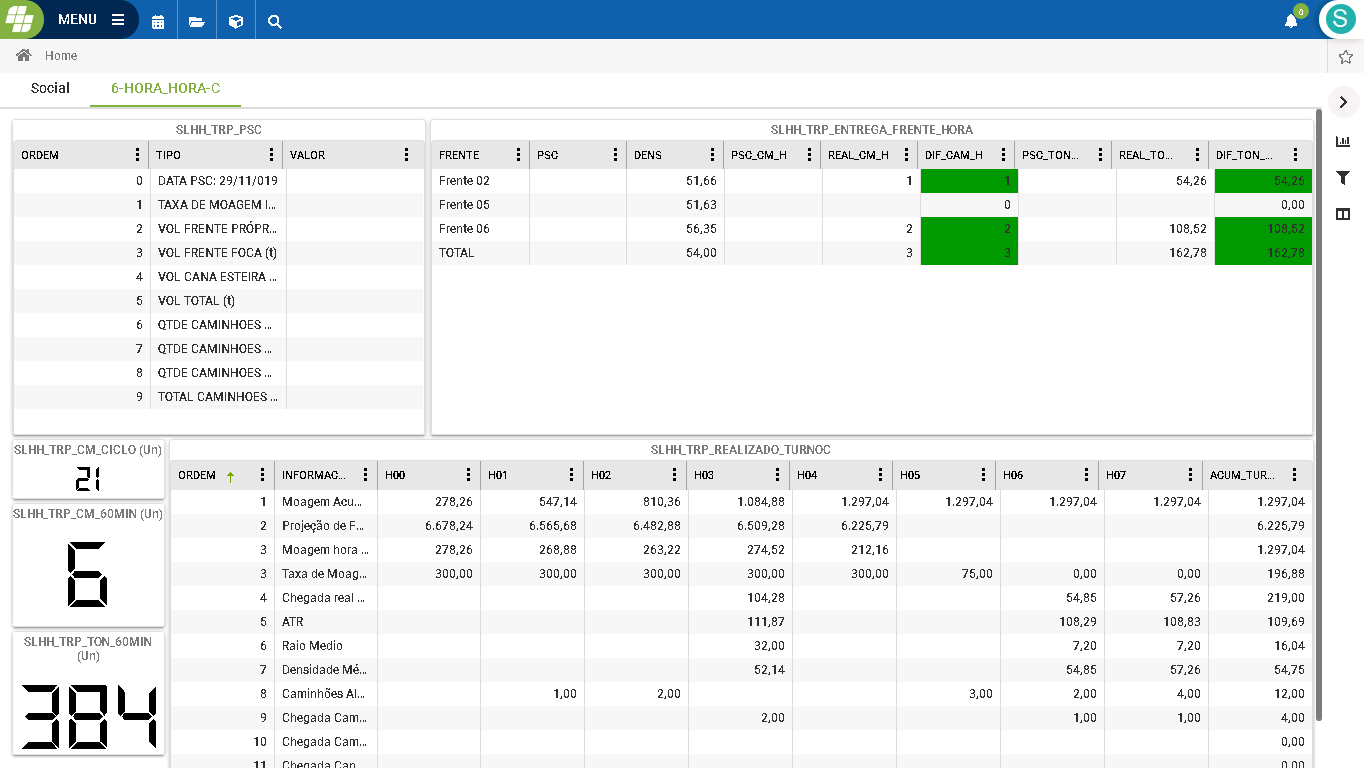 MENU
0
S
Home
Social 6-HORA_HORA-C
SLHH_TRP_PSC
ORDEM TIPO VALOR
0 DATA PSC: 29/11/019
1 TAXA DE MOAGEM I...
2 VOL FRENTE PRÓPR...
3 VOL FRENTE FOCA (t)
4 VOL CANA ESTEIRA ...
5 VOL TOTAL (t)
6 QTDE CAMINHOES ...
7 QTDE CAMINHOES ...
8 QTDE CAMINHOES ...
9 TOTAL CAMINHOES ...
SLHH_TRP_ENTREGA_FRENTE_HORA
FRENTE PSC DENS PSC_CM_H REAL_CM_H DIF_CAM_H PSC_TON... REAL_TO... DIF_TON_...
Frente 02 51,66 1 1 54,26 54,26
Frente 05 51,63 0 0,00
Frente 06 56,35 2 2 108,52 108,52
TOTAL 54,00 3 3 162,78 162,78
SLHH_TRP_CM_CICLO (Un)
21
SLHH_TRP_CM_60MIN (Un)
6
SLHH_TRP_TON_60MIN
(Un)
384
SLHH_TRP_REALIZADO_TURNOC
ORDEM INFORMAC... H00 H01 H02 H03 H04 H05 H06 H07 ACUM_TUR...
1 Moagem Acu... 278,26 547,14 810,36 1.084,88 1.297,04 1.297,04 1.297,04 1.297,04 1.297,04
2 Projeção de F... 6.678,24 6.565,68 6.482,88 6.509,28 6.225,79 6.225,79
3 Moagem hora ... 278,26 268,88 263,22 274,52 212,16 1.297,04
3 Taxa de Moag... 300,00 300,00 300,00 300,00 300,00 75,00 0,00 0,00 196,88
4 Chegada real ... 104,28 54,85 57,26 219,00
5 ATR 111,87 108,29 108,83 109,69
6 Raio Medio 32,00 7,20 7,20 16,04
7 Densidade Mé... 52,14 54,85 57,26 54,75
8 Caminhões Al... 1,00 2,00 3,00 2,00 4,00 12,00
9 Chegada Cam... 2,00 1,00 1,00 4,00
10 Chegada Cam... 0,00
11 Chegada Can... 0,00